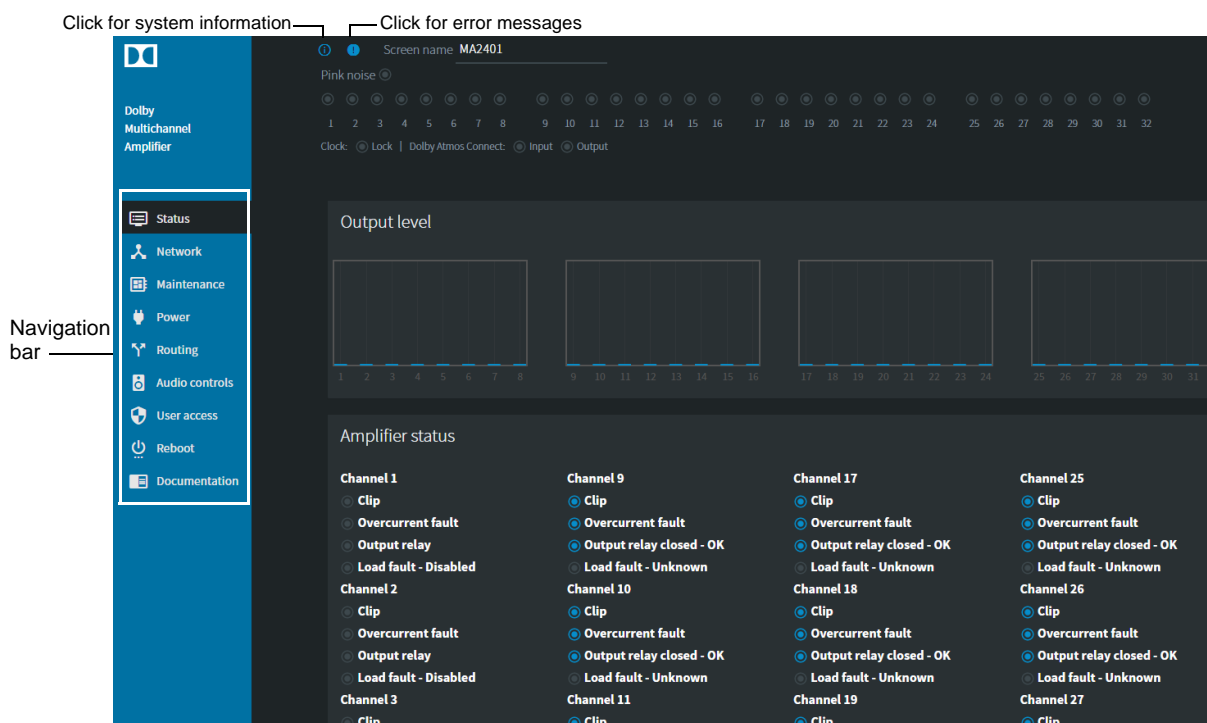 Click for system information
Click for error messages
Screen name MA2401
Pink noise
1 2 3 4 5 6 7 8 9 10 11 12 13 14 15 16 17 18 19 20 21 22 23 24 25 26 27 28 29 30 31 32
Clock: Lock | Dolby Atmos Connect: Input Output
Dolby
Multichannel
Amplifier
Navigation
bar
Status
Network
Maintenance
Power
Routing
Audio controls
User access
Reboot
Documentation
Output level
1 2 3 4 5 6 7 8 9 10 11 12 13 14 15 16 17 18 19 20 21 22 23 24 25 26 27 28 29 30 31
Amplifier status
Channel 1 Channel 9 Channel 17 Channel 25
Clip Clip Clip Clip
Overcurrent fault Overcurrent fault Overcurrent fault Overcurrent fault
Output relay Output relay closed - OK Output relay closed - OK Output relay closed - OK
Load fault - Disabled Load fault - Unknown Load fault - Unknown Load fault - Unknown
Channel 2 Channel 10 Channel 18 Channel 26
Clip Clip Clip Clip
Overcurrent fault Overcurrent fault Overcurrent fault Overcurrent fault
Output relay Output relay closed - OK Output relay closed - OK Output relay closed - OK
Load fault - Disabled Load fault - Unknown Load fault - Unknown Load fault - Unknown
Channel 3 Channel 11 Channel 19 Channel 27
Clip Clip Clip Clip